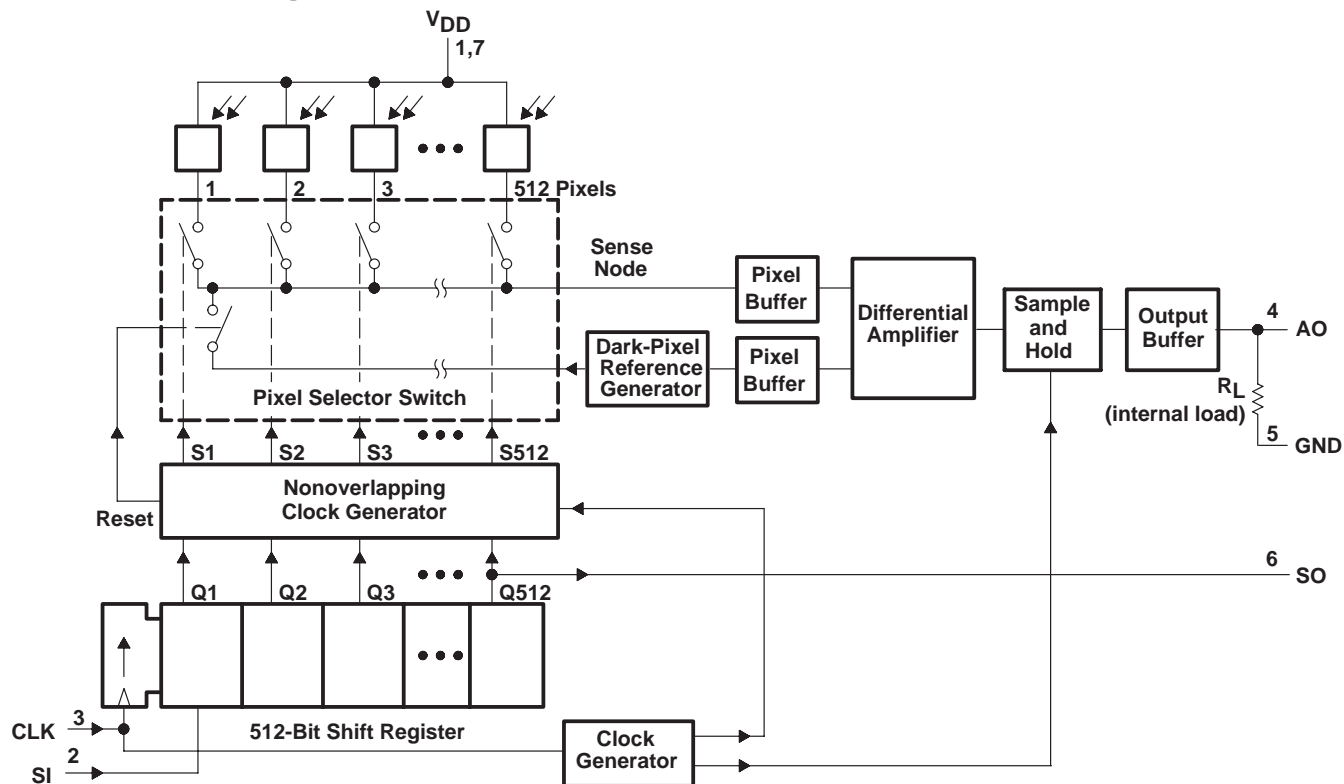 VDD
1,7
1
2
3
512 Pixels
Sense
Node
Pixel
Buffer
Differential
Amplifier
Sample
and
Hold
Output
Buffer
4
AO
Dark-Pixel
Reference
Generator
Pixel
Buffer
RL
(internal load)
5
GND
Pixel Selector Switch
S1
S2
S3
S512
Nonoverlapping
Clock Generator
Reset
Q1
Q2
Q3
Q512
6
SO
CLK
3
512-Bit Shift Register
Clock
Generator
2
SI